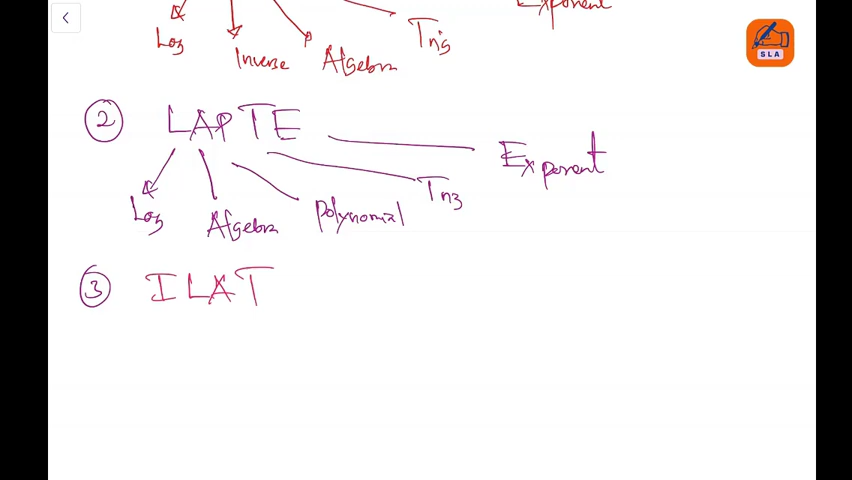 Exponent
Log Inverse Algebra Trig
SLA
② LAPTE
Exponent
Log Algebra Polynomial Trig
③ ILAT